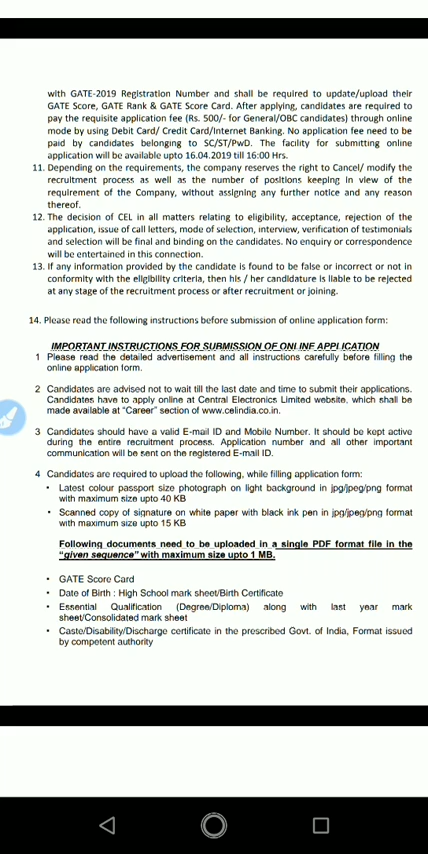 with GATE-2019 Registration Number and shall be required to update/upload their
GATE Score, GATE Rank & GATE Score Card. After applying, candidates are required to
pay the requisite application fee (Rs. 500/- for General/OBC candidates) through online
mode by using Debit Card/ Credit Card/Internet Banking. No application fee need to be
paid by candidates belonging to SC/ST/PwD. The facility for submitting online
application will be available upto 16.04.2019 till 16:00 Hrs.
11. Depending on the requirements, the company reserves the right to Cancel/ modify the
recruitment process as well as the number of positions keeping in view of the
requirement of the Company, without assigning any further notice and any reason
thereof.
12. The decision of CEL in all matters relating to eligibility, acceptance, rejection of the
application, issue of call letters, mode of selection, interview, verification of testimonials
and selection will be final and binding on the candidates. No enquiry or correspondence
will be entertained in this connection.
13. If any information provided by the candidate is found to be false or incorrect or not in
conformity with the eligibility criteria, then his / her candidature is liable to be rejected
at any stage of the recruitment process or after recruitment or joining.
14. Please read the following instructions before submission of online application form:
IMPORTANT INSTRUCTIONS FOR SUBMISSION OF ONLINE APPLICATION
1 Please read the detailed advertisement and all instructions carefully before filling the
online application form.
2 Candidates are advised not to wait till the last date and time to submit their applications.
Candidates have to apply online at Central Electronics Limited website, which shall be
made available at "Career" section of www.celindia.co.in.
3 Candidates should have a valid E-mail ID and Mobile Number. It should be kept active
during the entire recruitment process. Application number and all other important
communication will be sent on the registered E-mail ID.
4 Candidates are required to upload the following, while filling application form:
• Latest colour passport size photograph on light background in jpg/jpeg/png format
with maximum size upto 40 KB
• Scanned copy of signature on white paper with black ink pen in jpg/jpeg/png format
with maximum size upto 15 KB
Following documents need to be uploaded in a single PDF format file in the
"given sequence" with maximum size upto 1 MB.
• GATE Score Card
• Date of Birth : High School mark sheet/Birth Certificate
• Essential Qualification (Degree/Diploma) along with last year mark
sheet/Consolidated mark sheet
• Caste/Disability/Discharge certificate in the prescribed Govt. of India, Format issued
by competent authority